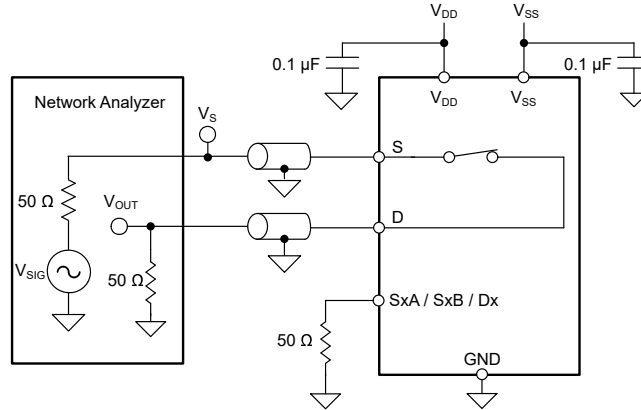 V_DD V_SS
0.1 µF 0.1 µF
V_DD V_SS
Network Analyzer
V_S
S
50 Ω
V_OUT
D
V_SIG
50 Ω
SxA / SxB / Dx
50 Ω
GND